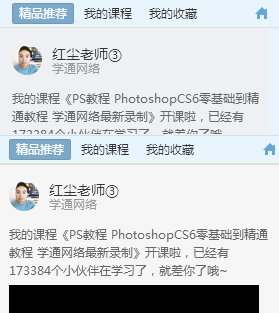 精品推荐 我的课程 我的收藏
红尘老师③
学通网络
我的课程《PS教程 PhotoshopCS6零基础到精
通教程 学通网络最新录制》开课啦，已经有
173384个小伙伴在学习了，就差你了哦
精品推荐 我的课程 我的收藏
红尘老师③
学通网络
我的课程《PS教程 PhotoshopCS6零基础到精通
教程 学通网络最新录制》开课啦，已经有
173384个小伙伴在学习了，就差你了哦~